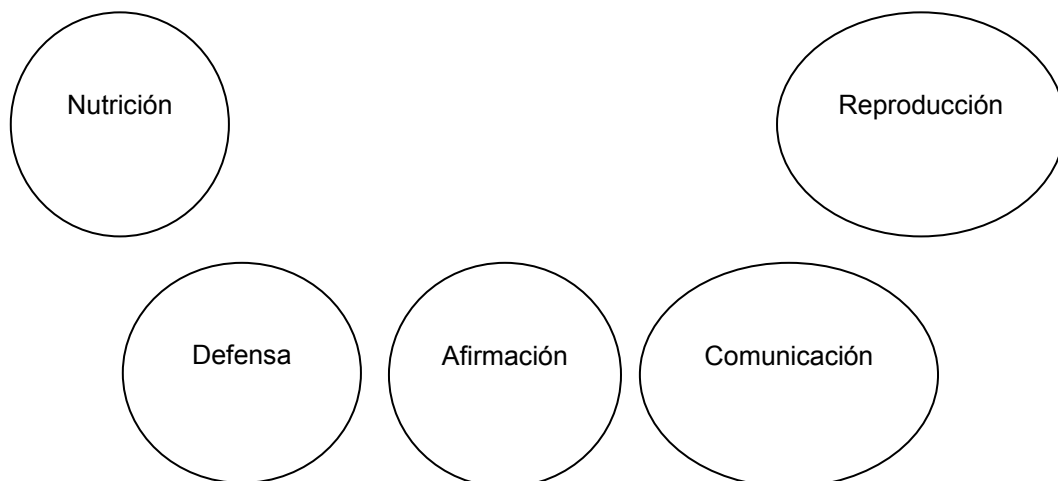 Nutrición
Reproducción
Defensa
Afirmación
Comunicación